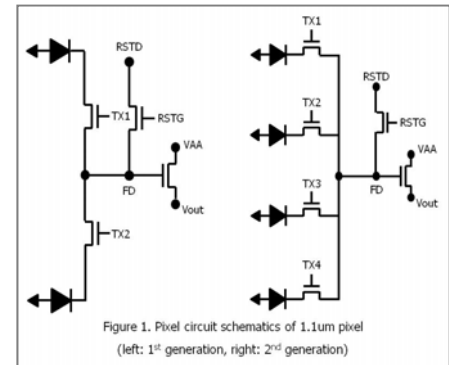 RSTD
TX1
RSTG
VAA
FD
Vout
TX2
TX1
RSTD
TX2
RSTG
VAA
TX3
FD
Vout
TX4
Figure 1. Pixel circuit schematics of 1.1um pixel
(left: 1st generation, right: 2nd generation)